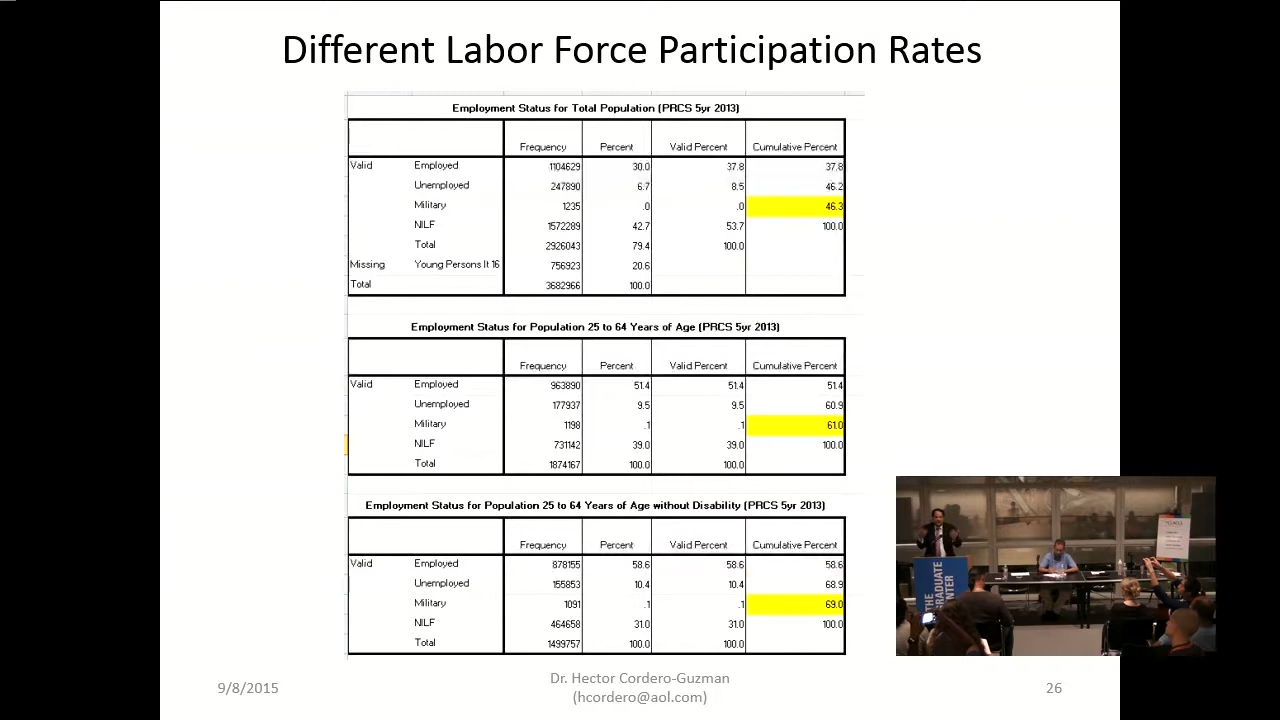 Different Labor Force Participation Rates
Employment Status for Total Population (PRCS 5yr 2013)
Frequency Percent Valid Percent Cumulative Percent
Valid Employed 1104629 30.0 37.8 37.8
Unemployed 247890 6.7 8.5 46.2
Military 1235 .0 .0 46.3
NILF 1572289 42.7 53.7 100.0
Total 2926043 79.4 100.0
Missing Young Persons lt 16 756923 20.6
Total 3682966 100.0
Employment Status for Population 25 to 64 Years of Age (PRCS 5yr 2013)
Frequency Percent Valid Percent Cumulative Percent
Valid Employed 963890 51.4 51.4 51.4
Unemployed 177937 9.5 9.5 60.9
Military 1198 .1 .1 61.0
NILF 731142 39.0 39.0 100.0
Total 1874167 100.0 100.0
Employment Status for Population 25 to 64 Years of Age without Disability (PRCS 5yr 2013)
Frequency Percent Valid Percent Cumulative Percent
Valid Employed 878155 58.6 58.6 58.6
Unemployed 155853 10.4 10.4 68.9
Military 1091 .1 .1 69.0
NILF 464658 31.0 31.0 100.0
Total 1499757 100.0 100.0
THE
GRADUATE
CENTER
9/8/2015
Dr. Hector Cordero-Guzman
(hcordero@aol.com)
26